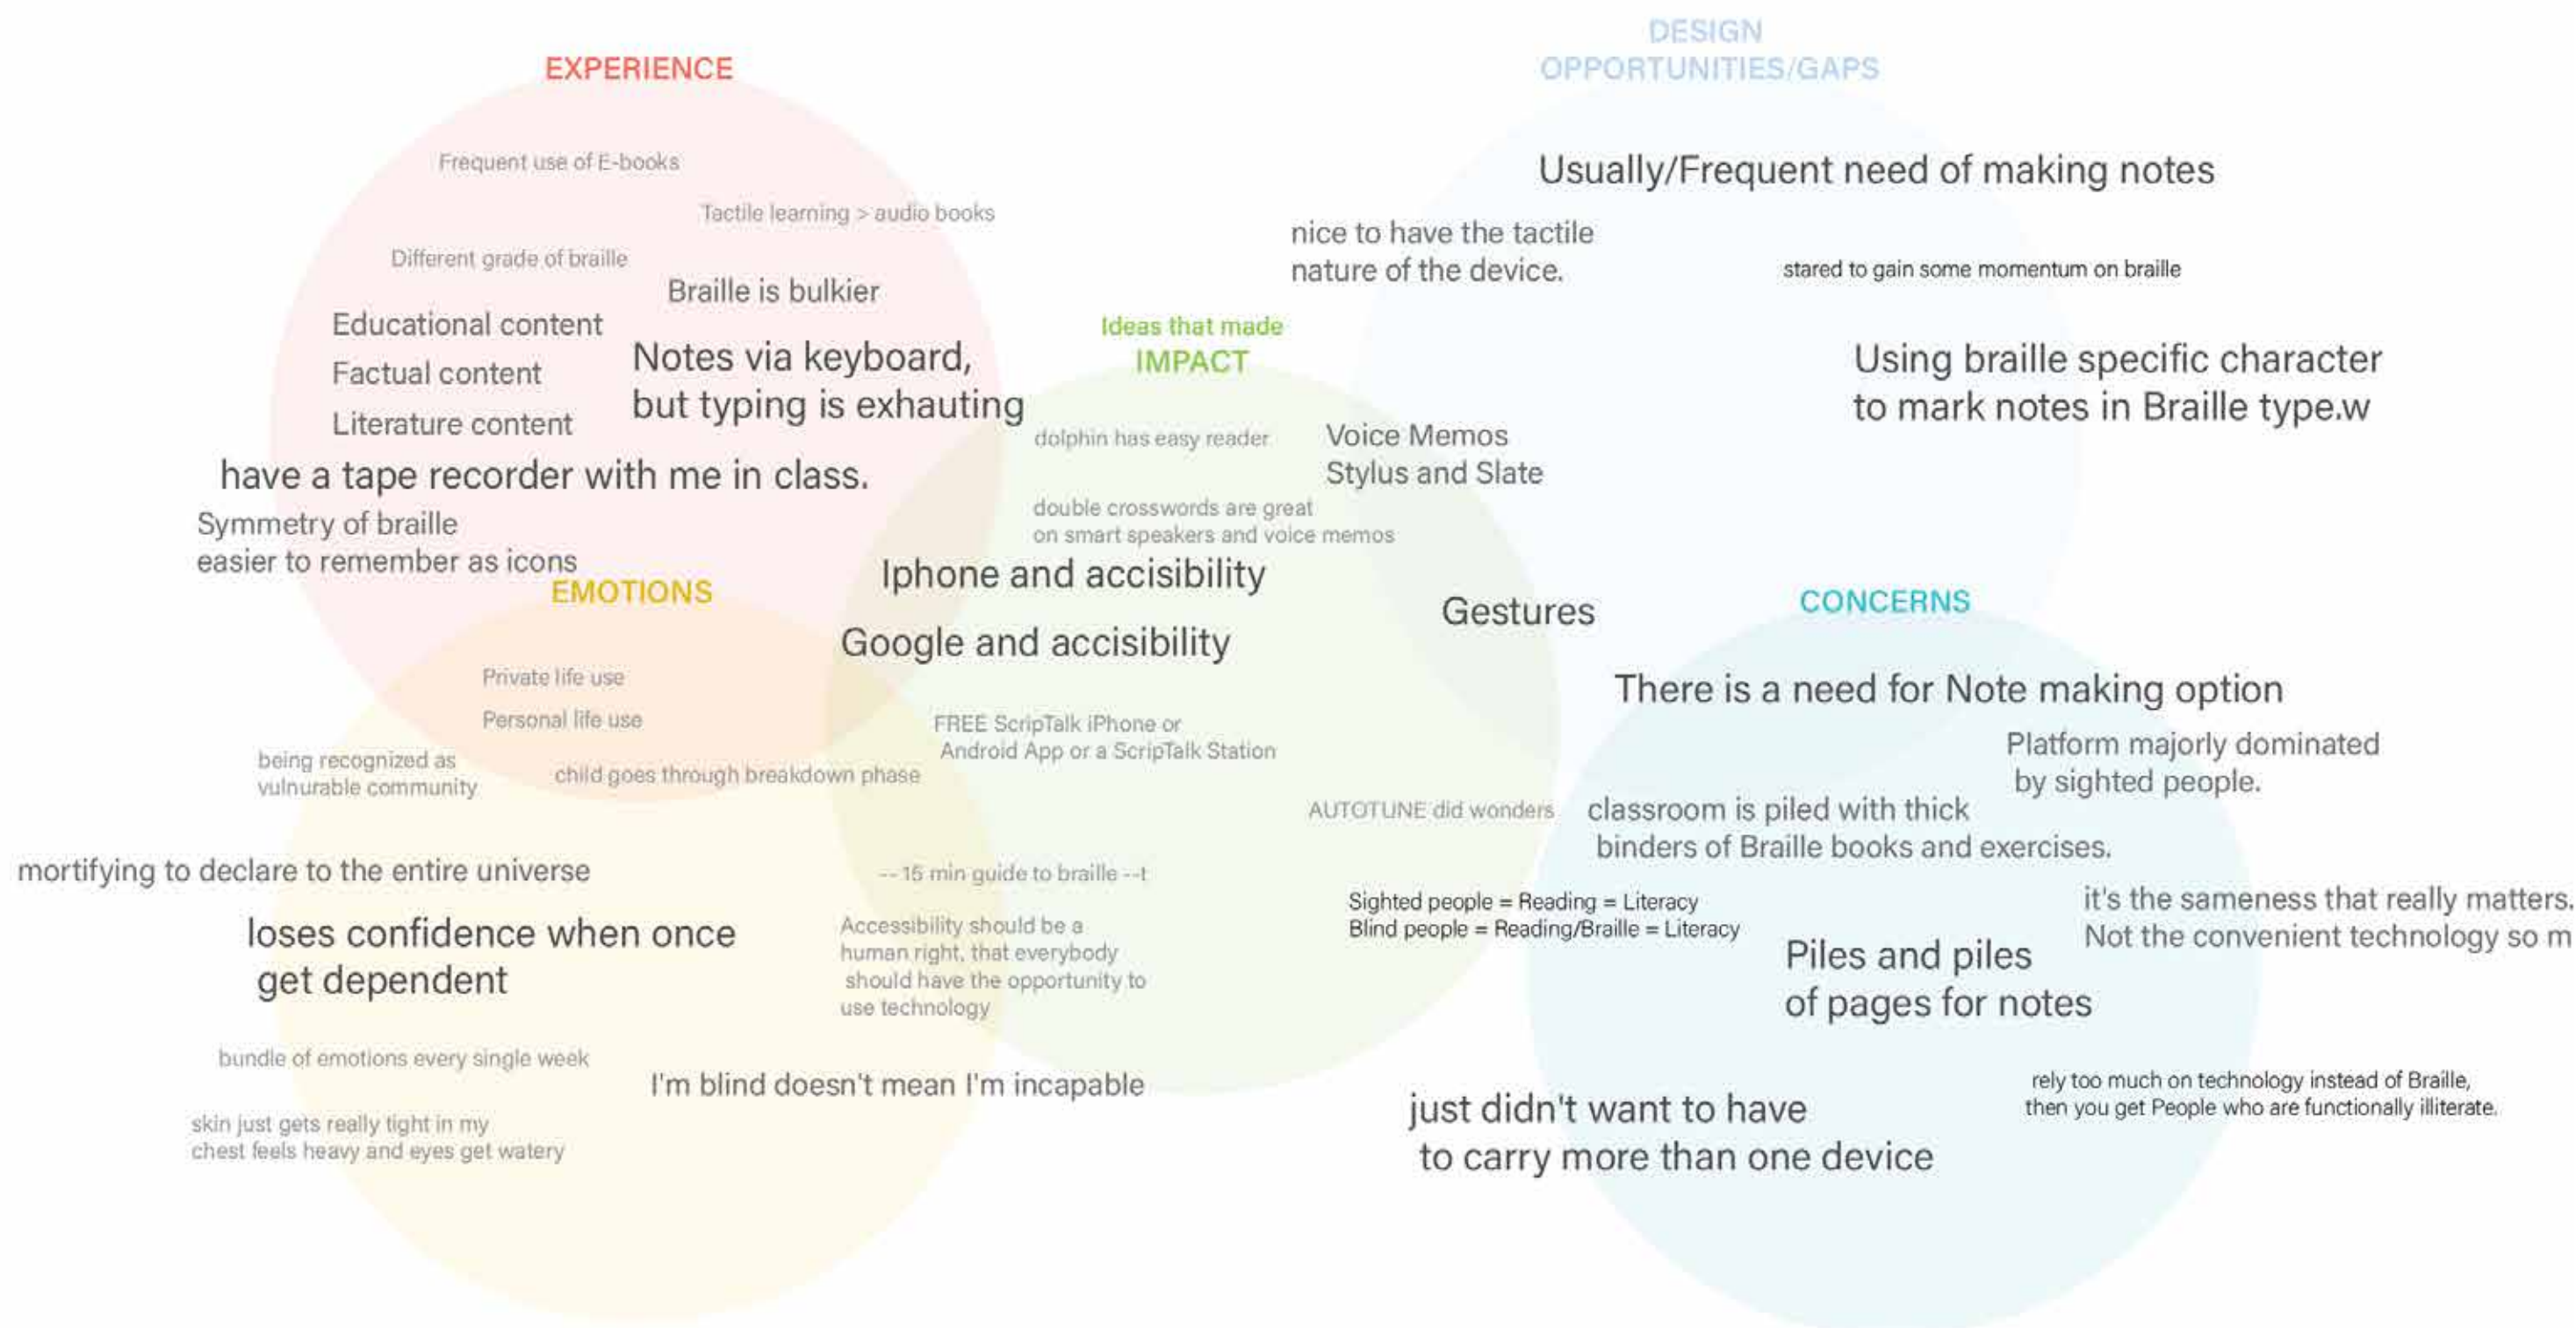 EXPERIENCE
Frequent use of E-books
Tactile learning > audio books
Different grade of braille
Braille is bulkier
Educational content
Factual content
Literature content
Notes via keyboard,
but typing is exhauting
have a tape recorder with me in class.
Symmetry of braille
easier to remember as icons
EMOTIONS
Private life use
Personal life use
being recognized as
vulnurable community
child goes through breakdown phase
mortifying to declare to the entire universe
loses confidence when once
get dependent
bundle of emotions every single week
skin just gets really tight in my
chest feels heavy and eyes get watery
I'm blind doesn't mean I'm incapable
Ideas that made
IMPACT
dolphin has easy reader
Voice Memos
Stylus and Slate
double crosswords are great
on smart speakers and voice memos
Iphone and accisibility
Google and accisibility
Gestures
FREE ScripTalk iPhone or
Android App or a ScripTalk Station
AUTOTUNE did wonders
-- 15 min guide to braille --t
Accessibility should be a
human right, that everybody
should have the opportunity to
use technology
Sighted people = Reading = Literacy
Blind people = Reading/Braille = Literacy
DESIGN
OPPORTUNITIES/GAPS
Usually/Frequent need of making notes
nice to have the tactile
nature of the device.
stared to gain some momentum on braille
Using braille specific character
to mark notes in Braille type.w
CONCERNS
There is a need for Note making option
Platform majorly dominated
by sighted people.
classroom is piled with thick
binders of Braille books and exercises.
it's the sameness that really matters.
Not the convenient technology so m
Piles and piles
of pages for notes
rely too much on technology instead of Braille,
then you get People who are functionally illiterate.
just didn't want to have
to carry more than one device